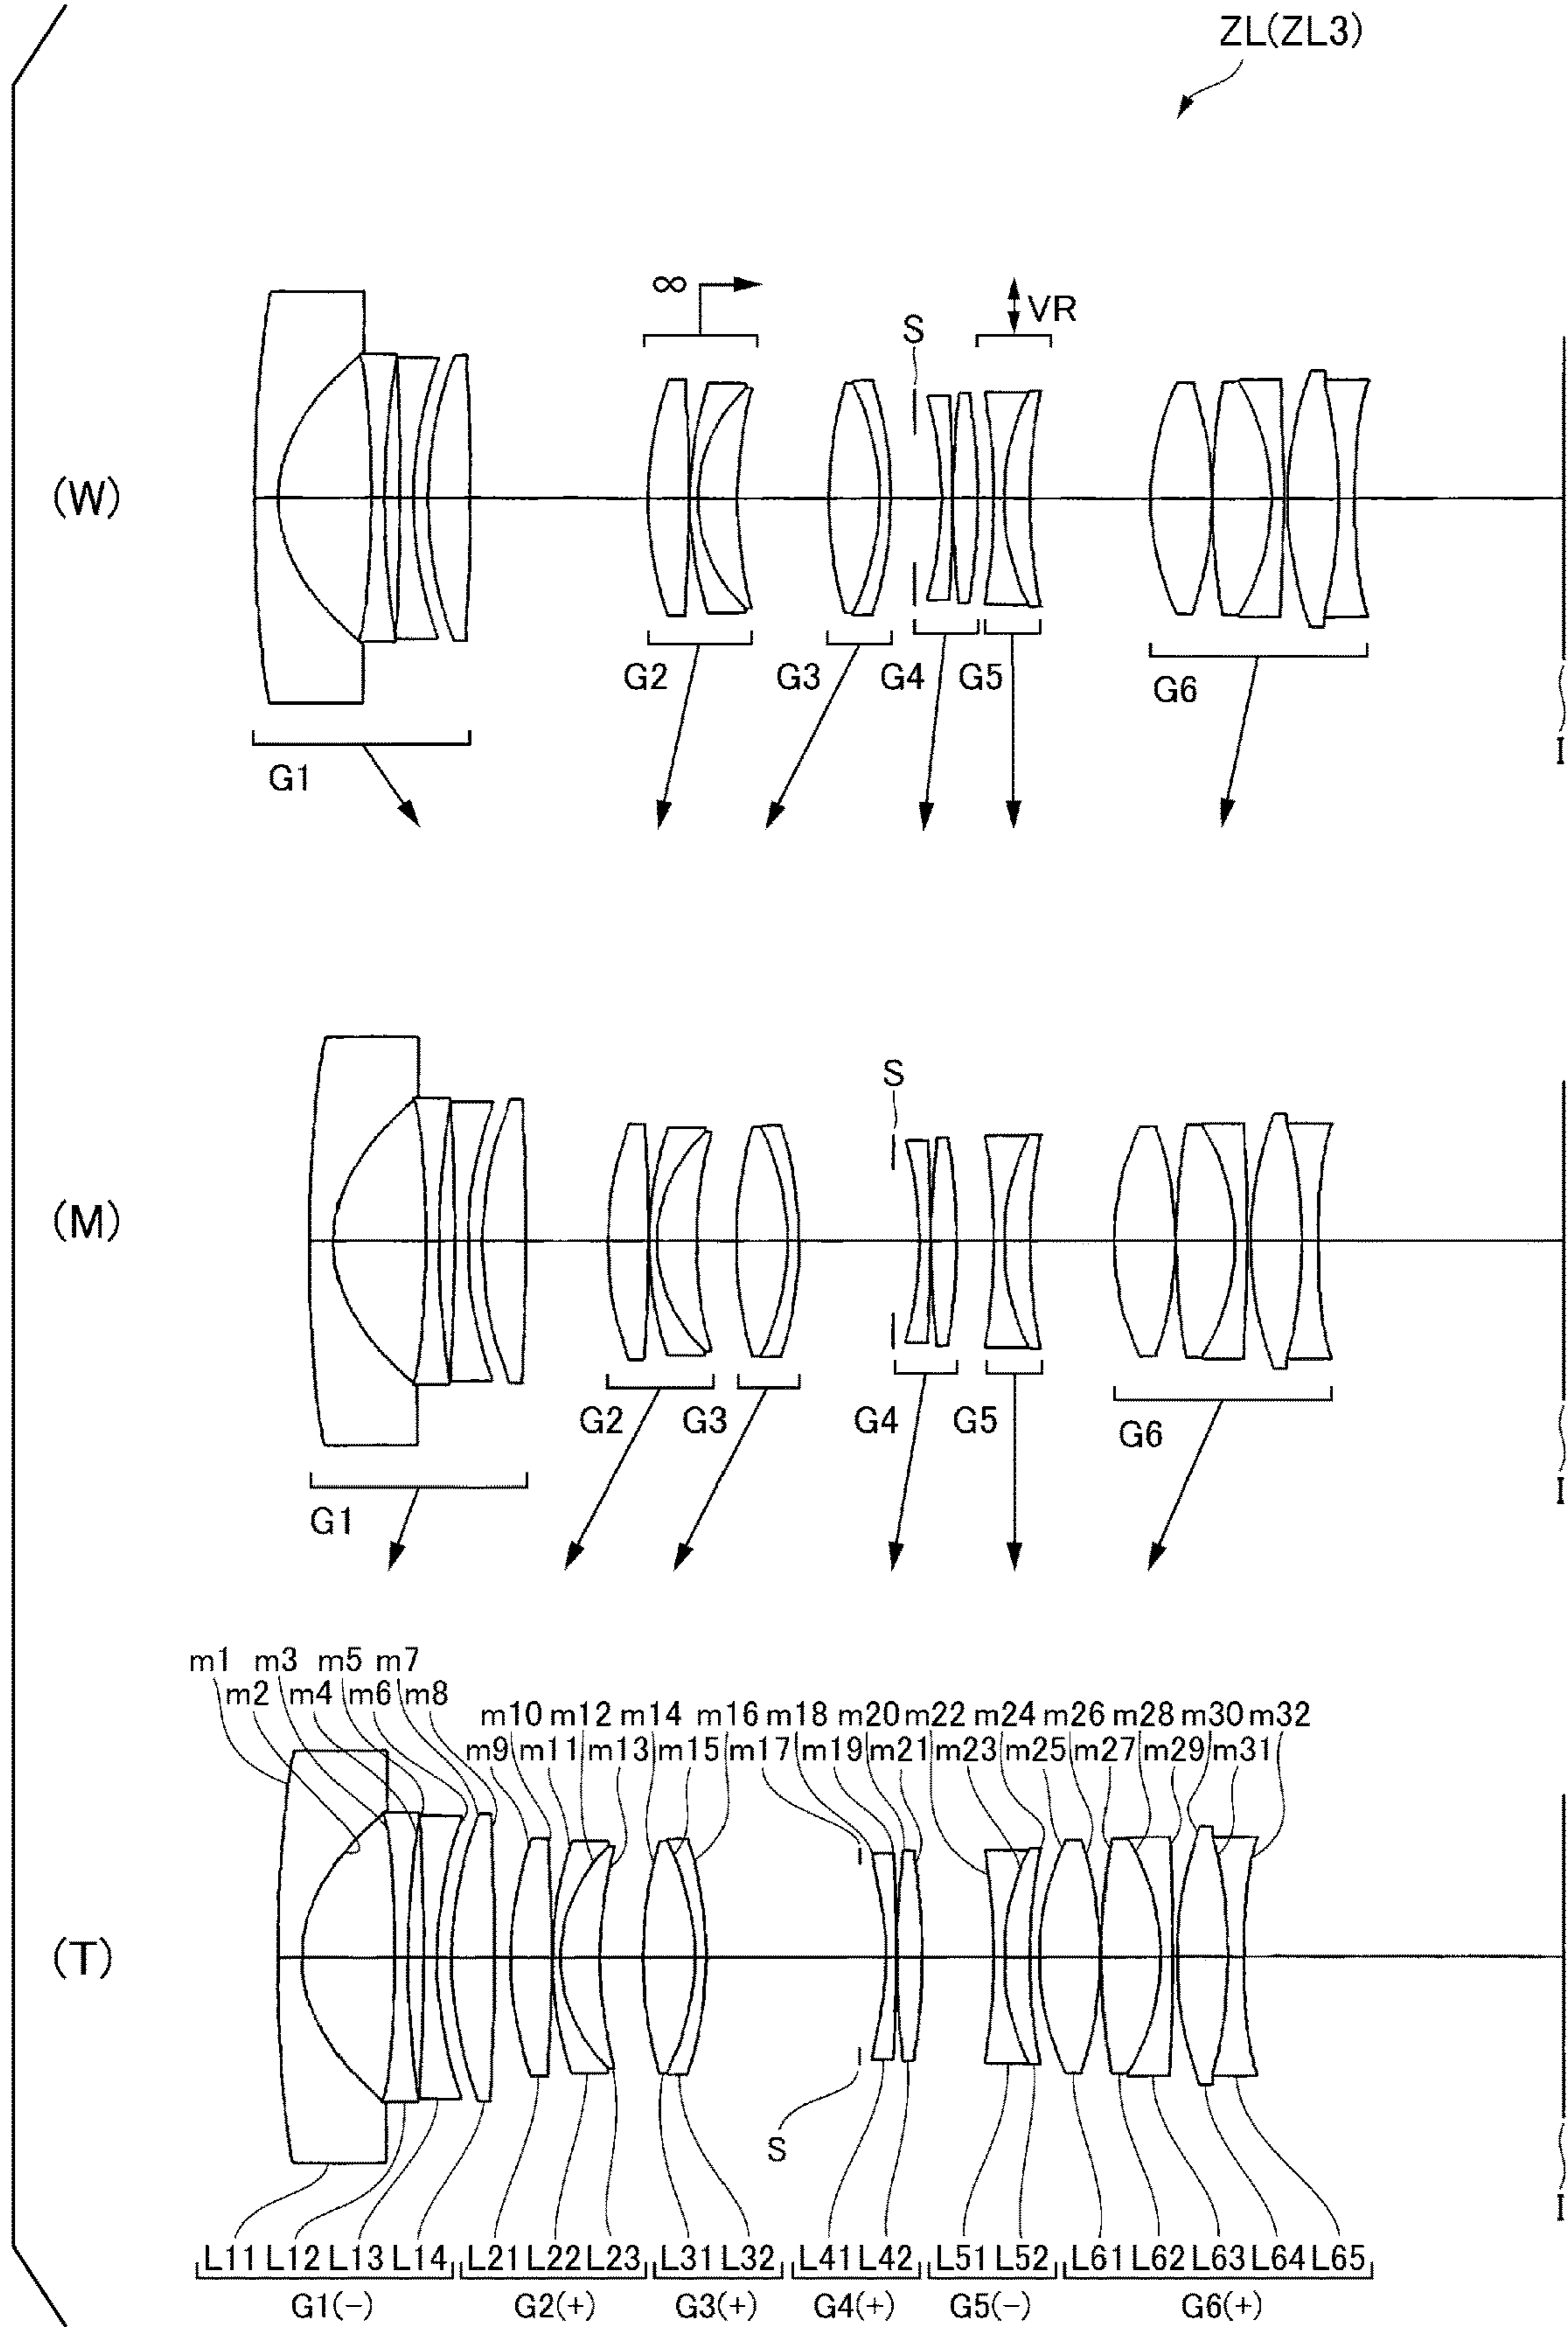 ZL(ZL3)
∞
VR
S
(W)
G2 G3 G4 G5 G6
G1
I
S
(M)
G2 G3 G4 G5 G6
G1
I
m1 m3 m5 m7
m2 m4 m6 m8
m10 m12 m14 m16 m18 m20 m22 m24 m26 m28 m30 m32
m9 m11 m13 m15 m17 m19 m21 m23 m25 m27 m29 m31
(T)
S
I
L11 L12 L13 L14 L21 L22 L23 L31 L32 L41 L42 L51 L52 L61 L62 L63 L64 L65
G1(-) G2(+) G3(+) G4(+) G5(-) G6(+)